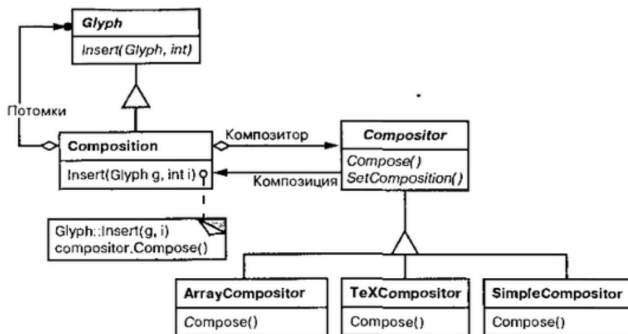 Glyph
Insert(Glyph, int)
Потомки
Composition
Insert(Glyph g, int i)
Композитор
Композиция
Compositor
Compose()
SetComposition()
Glyph::Insert(g, i)
compositor.Compose()
ArrayCompositor
Compose()
TeXCompositor
Compose()
SimpleCompositor
Compose()